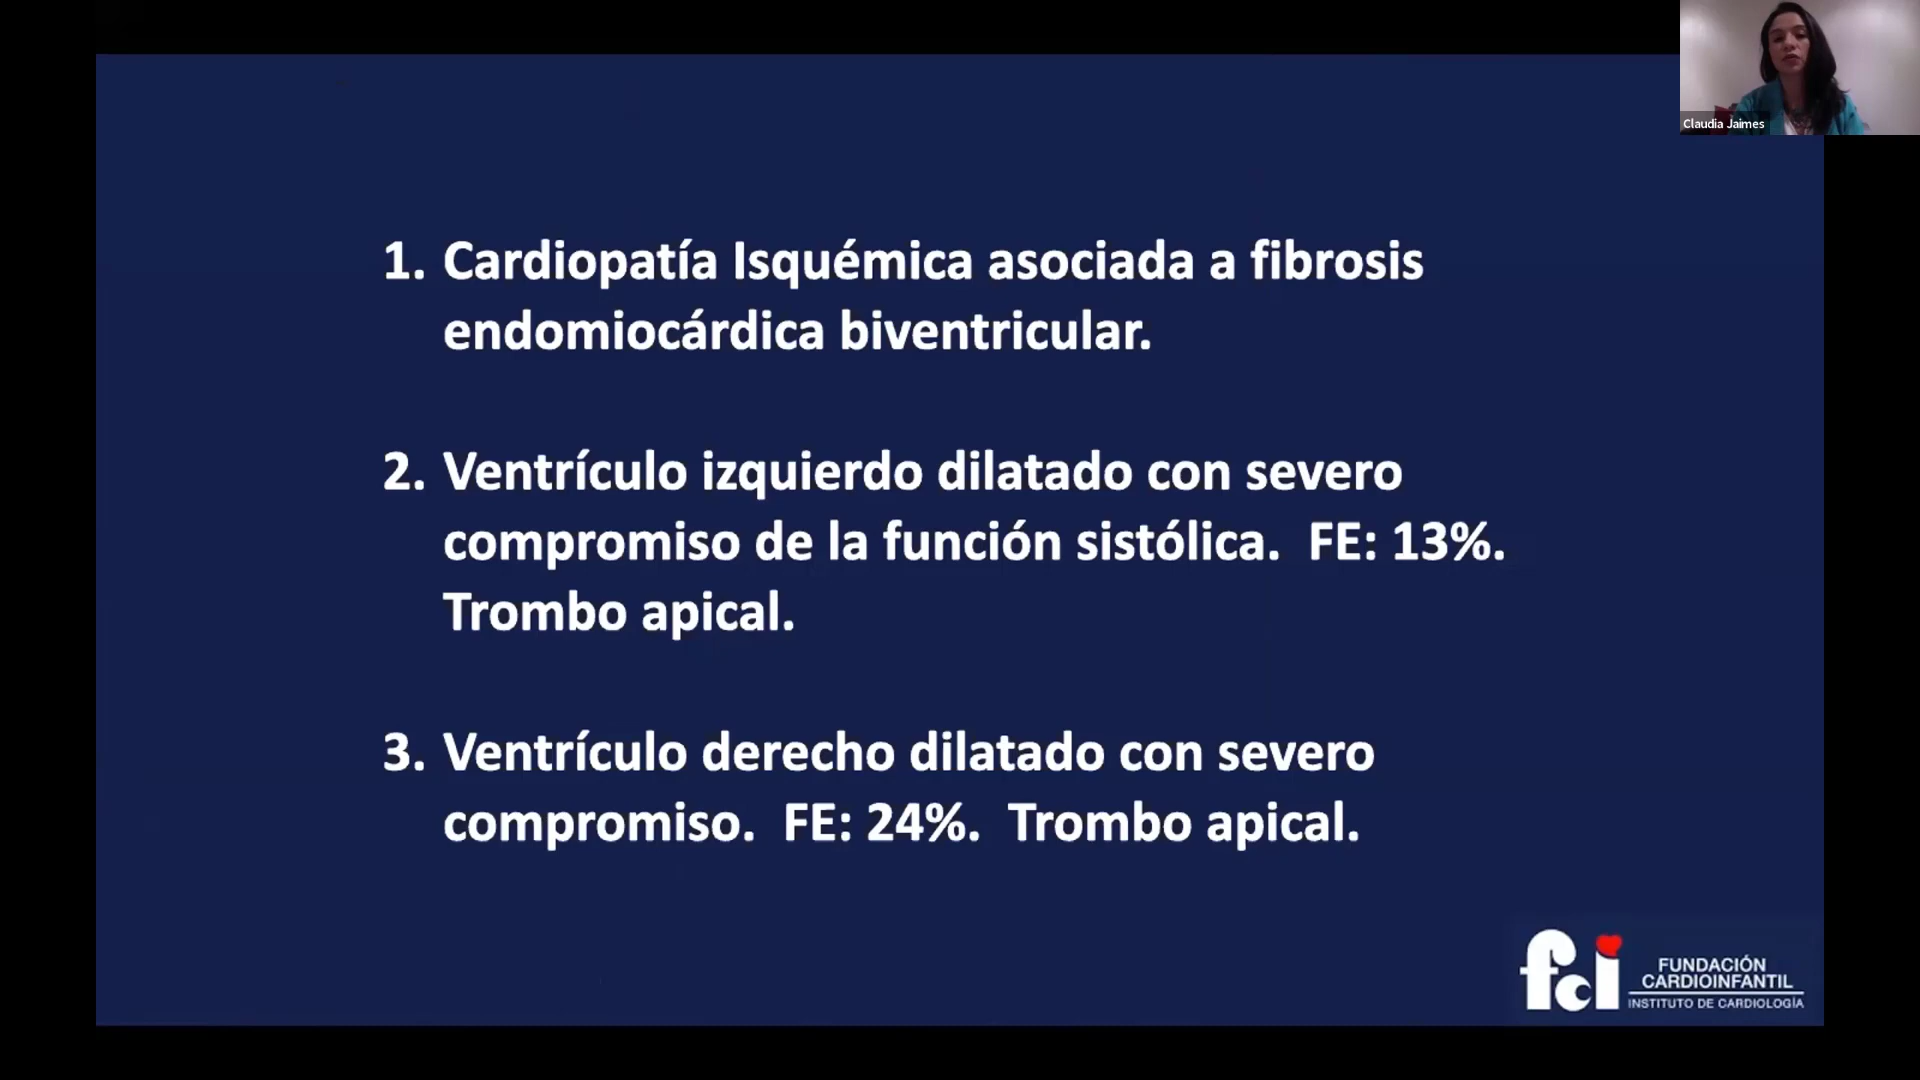 Claudia Jaimes
1. Cardiopatía Isquémica asociada a fibrosis
endomiocárdica biventricular.
2. Ventrículo izquierdo dilatado con severo
compromiso de la función sistólica. FE: 13%.
Trombo apical.
3. Ventrículo derecho dilatado con severo
compromiso. FE: 24%. Trombo apical.
fci
FUNDACIÓN
CARDIOINFANTIL
INSTITUTO DE CARDIOLOGÍA